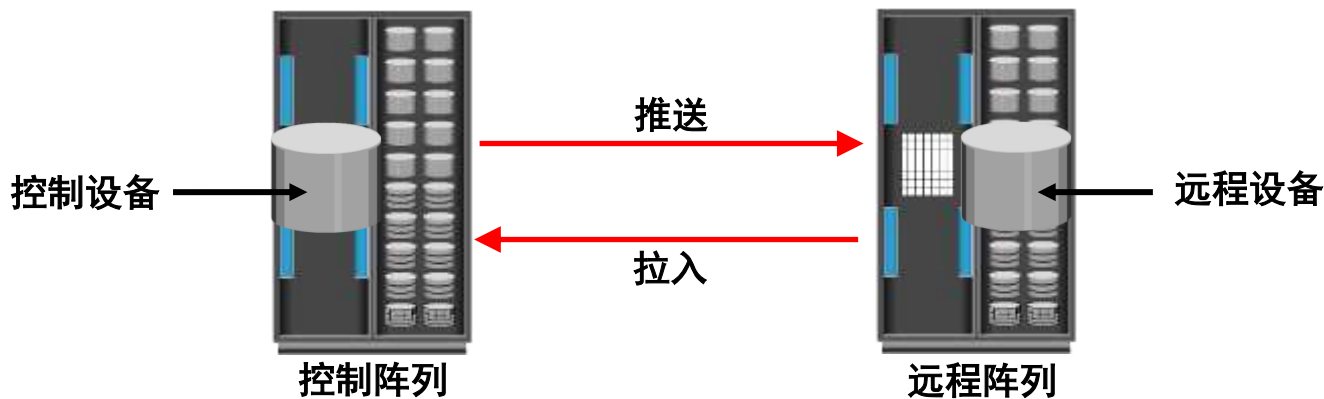 推送
控制设备
远程设备
拉入
控制阵列
远程阵列